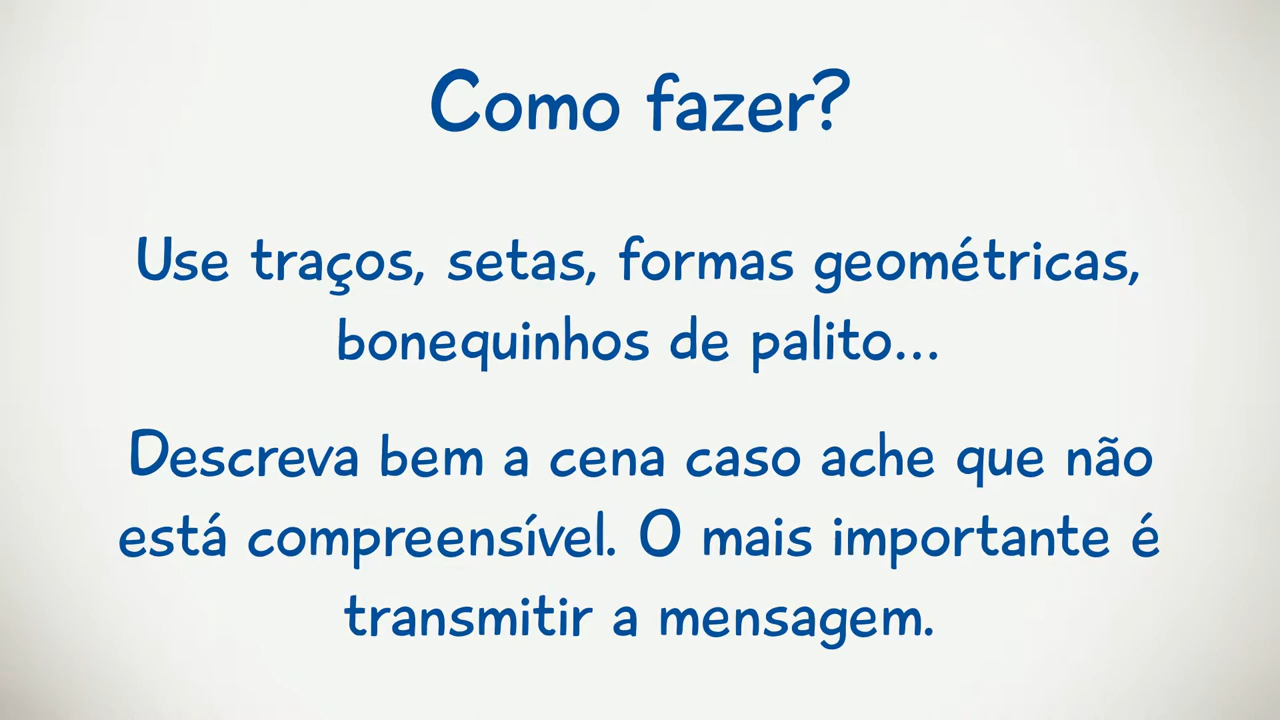 Como fazer?
Use traços, setas, formas geométricas,
bonequinhos de palito...
Descreva bem a cena caso ache que não
está compreensível. O mais importante é
transmitir a mensagem.